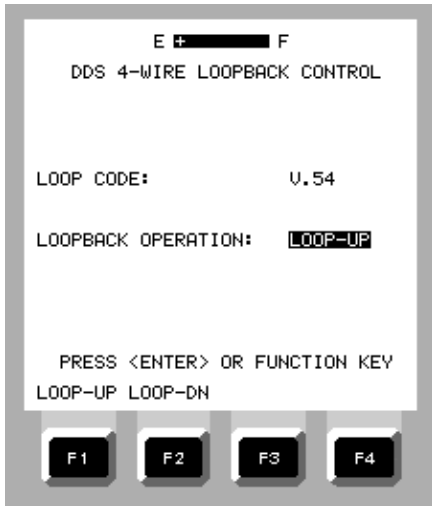 E + F
DDS 4-WIRE LOOPBACK CONTROL
LOOP CODE: V.54
LOOPBACK OPERATION: LOOP-UP
PRESS <ENTER> OR FUNCTION KEY
LOOP-UP LOOP-DN
F1 F2 F3 F4